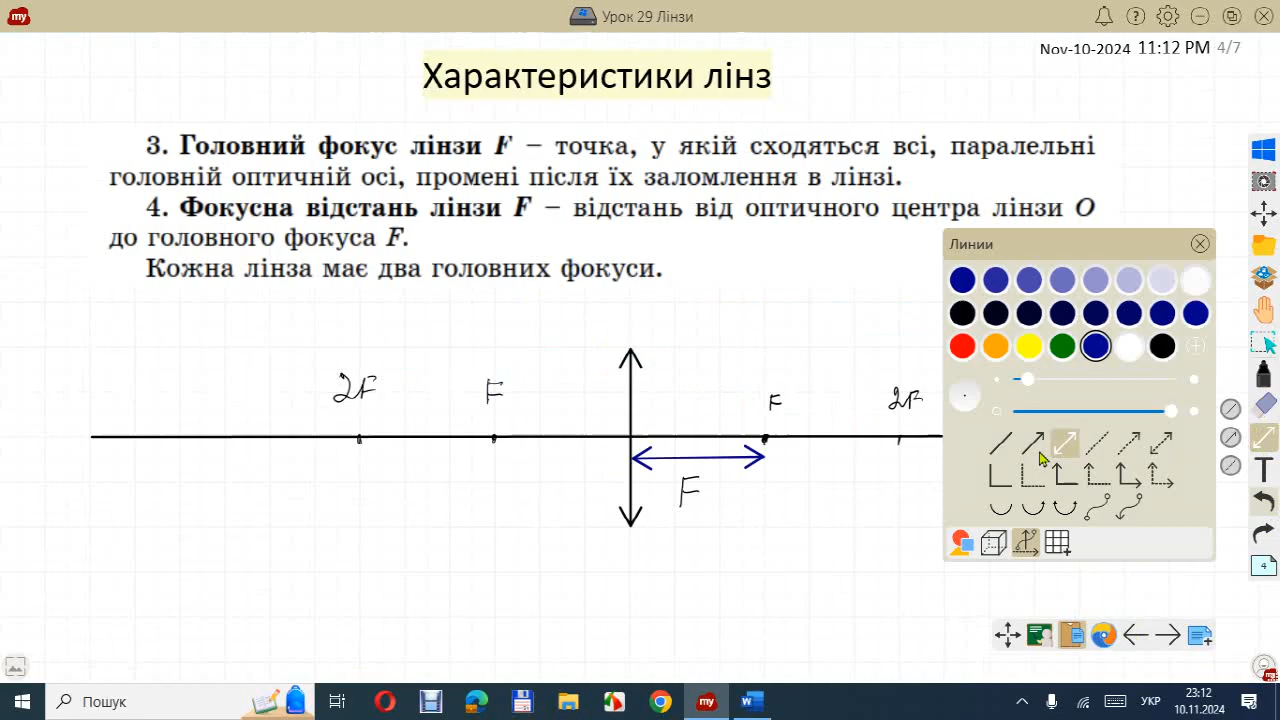 my
Урок 29 Лінзи
Nov-10-2024 11:12 PM 4/7
Характеристики лінз
3. Головний фокус лінзи F – точка, у якій сходяться всі, паралельні
головній оптичній осі, промені після їх заломлення в лінзі.
4. Фокусна відстань лінзи F – відстань від оптичного центра лінзи О
до головного фокуса F.
Кожна лінза має два головних фокуси.
Линии
2F F F 2F
F
T
4
Пошук
my
W
УКР
23:12
10.11.2024